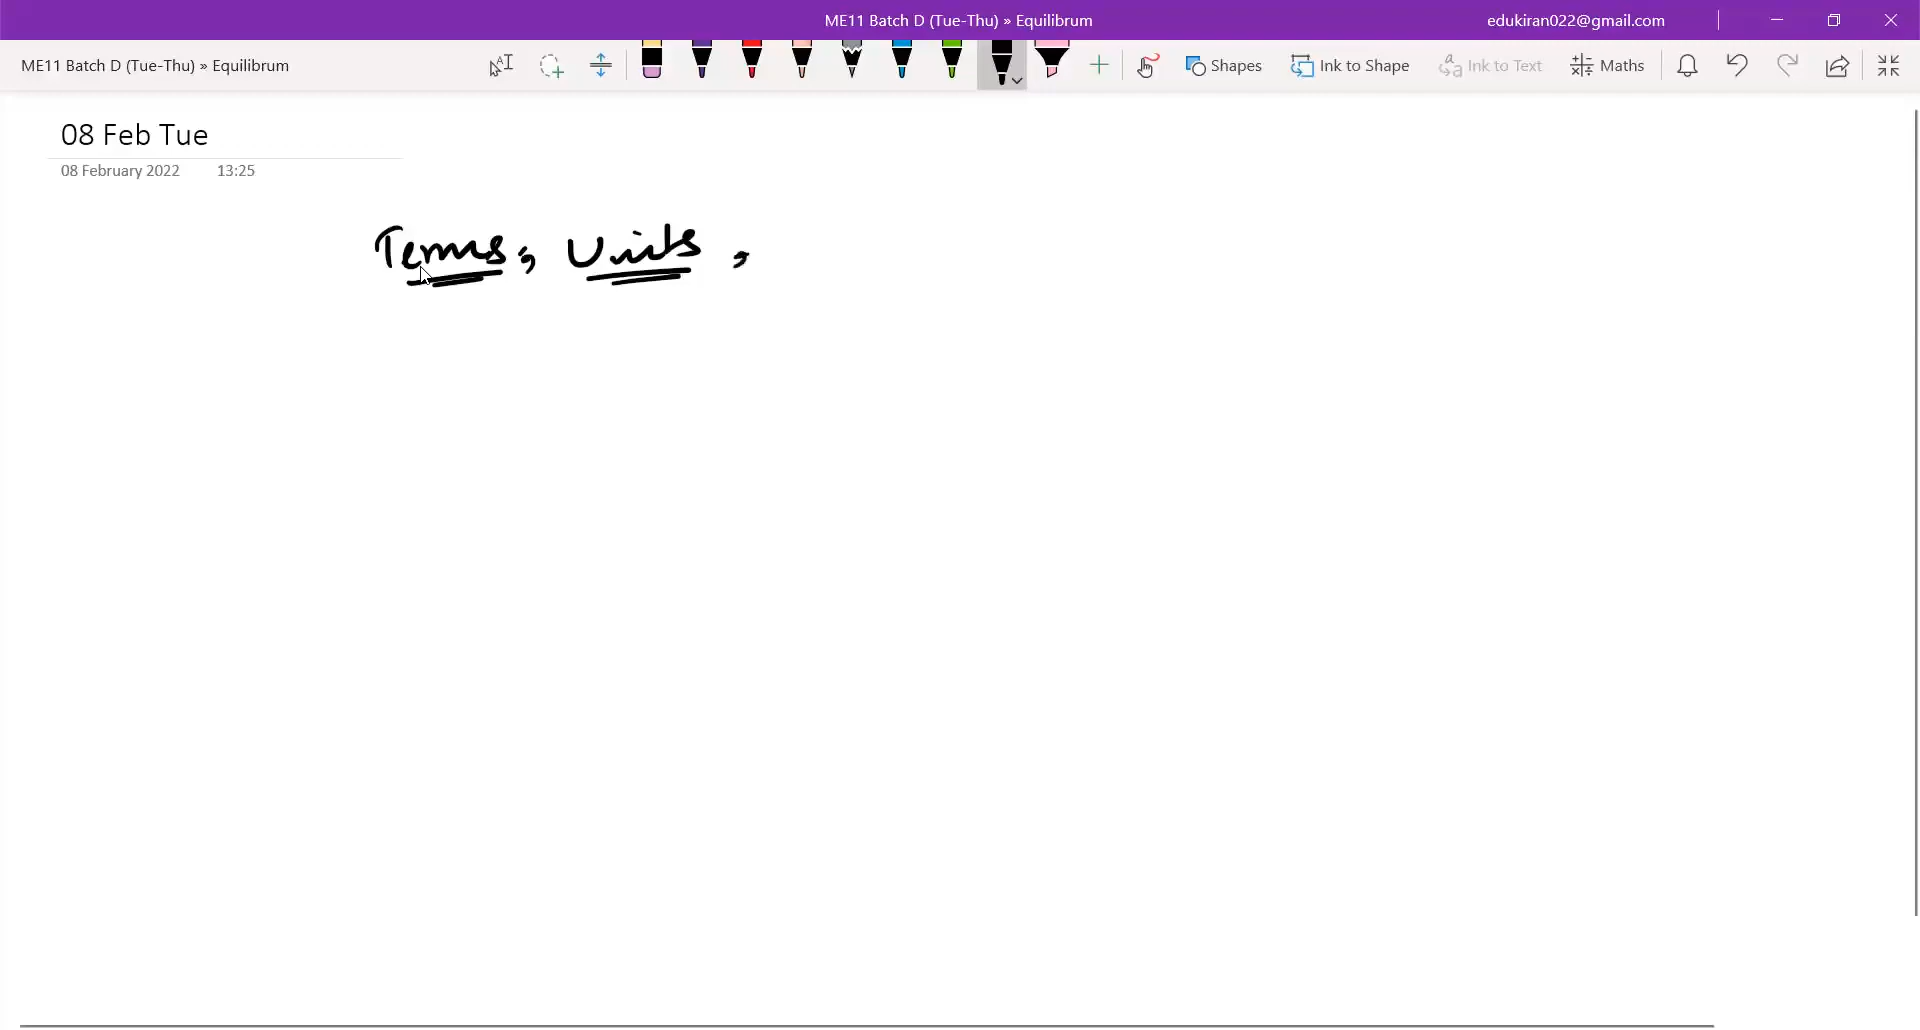 ME11 Batch D (Tue-Thu) » Equilibrum
edukiran022@gmail.com
ME11 Batch D (Tue-Thu) » Equilibrum
Shapes
Ink to Shape
Ink to Text
Maths
08 Feb Tue
08 February 2022 13:25
Terms, Units ,